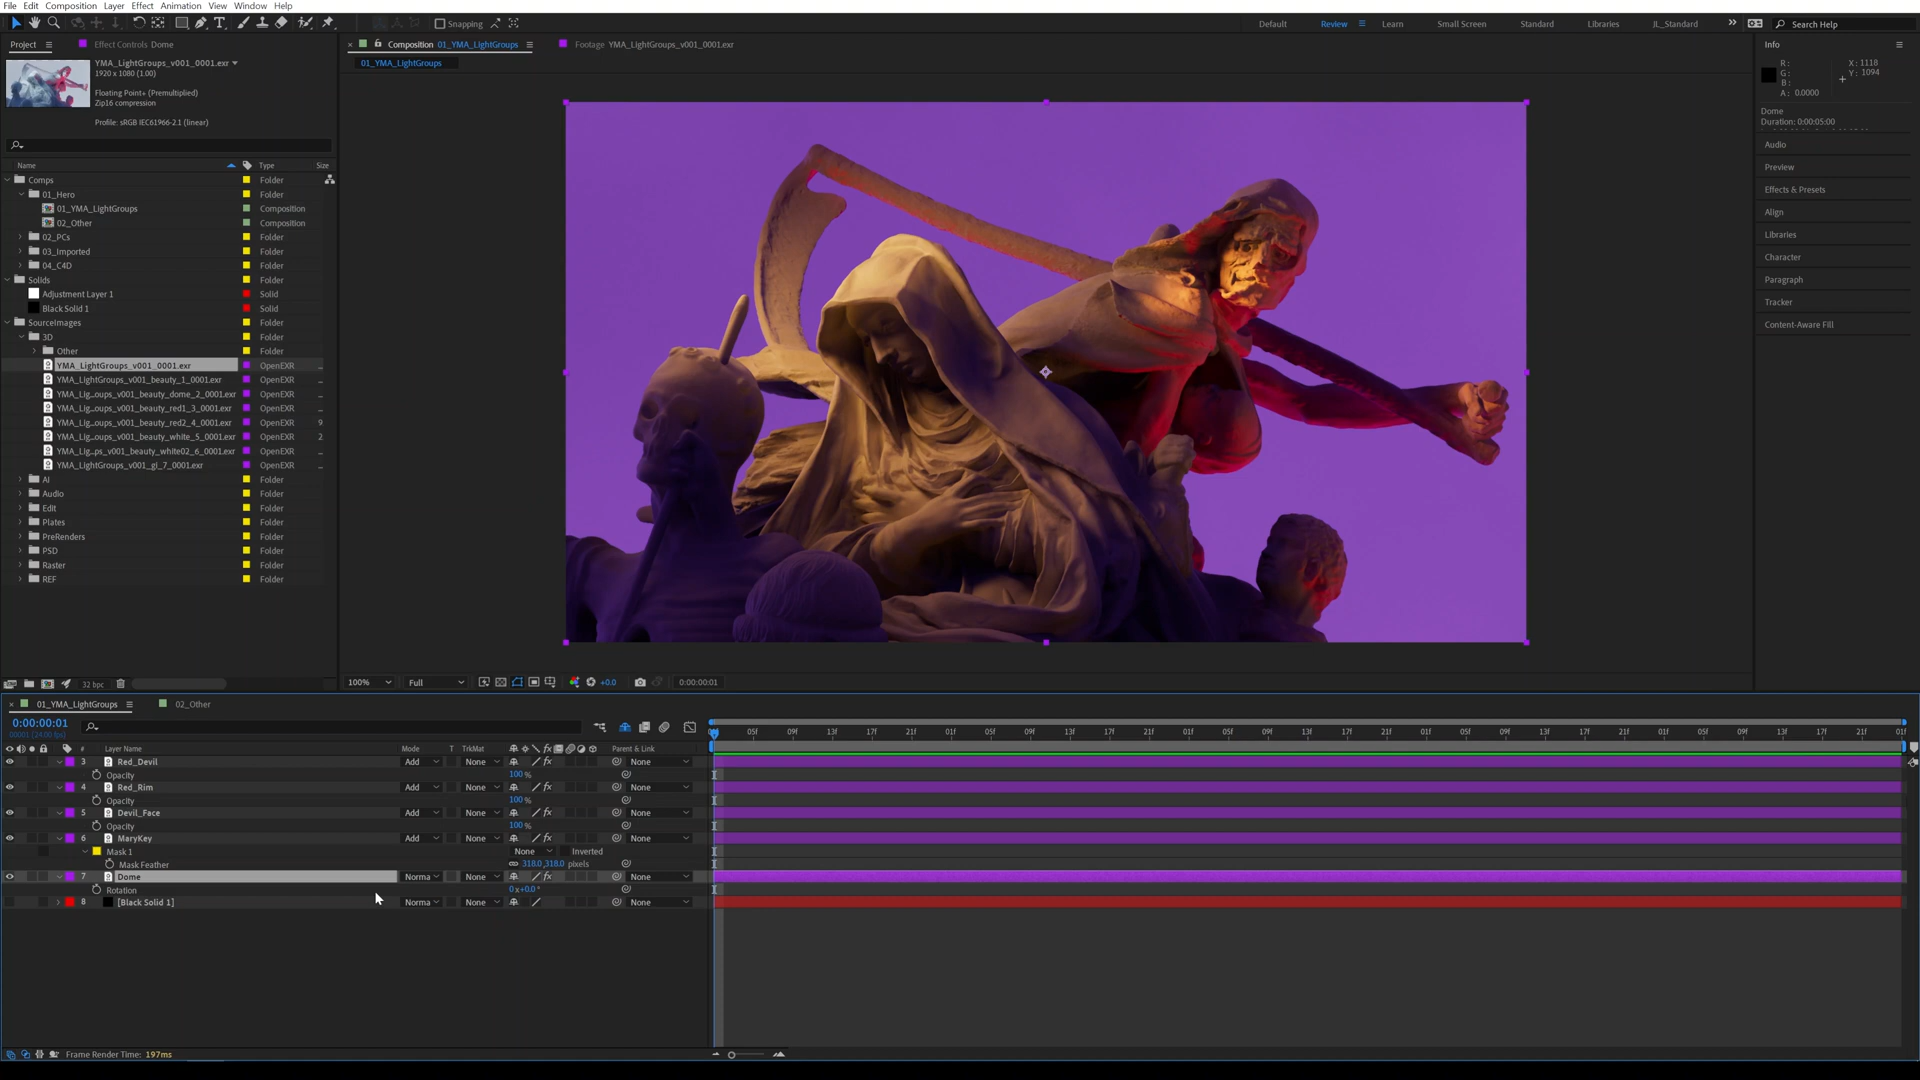 File Edit Composition Layer Effect Animation View Window Help
Snapping
Default Review Learn Small Screen Standard Libraries JL_Standard Search Help
Project Effect Controls Dome
YMA_LightGroups_v001_0001.exr
1920 x 1080 (1.00)
Floating Point+ (Premultiplied)
Zip16 compression
Profile: sRGB IEC61966-2.1 (linear)
Composition 01_YMA_LightGroups Footage YMA_LightGroups_v001_0001.exr
01_YMA_LightGroups
Name Type Size
Comps Folder
01_Hero Folder
01_YMA_LightGroups Composition
02_Other Composition
02_PCs Folder
03_Imported Folder
04_C4D Folder
Solids Folder
Adjustment Layer 1 Solid
Black Solid 1 Solid
SourceImages Folder
3D Folder
Other Folder
YMA_LightGroups_v001_0001.exr OpenEXR ...
YMA_LightGroups_v001_beauty_1_0001.exr OpenEXR ...
YMA_Lig...oups_v001_beauty_dome_2_0001.exr OpenEXR ...
YMA_Lig...oups_v001_beauty_red1_3_0001.exr OpenEXR ...
YMA_Lig...oups_v001_beauty_red2_4_0001.exr OpenEXR 9
YMA_Lig...oups_v001_beauty_white_5_0001.exr OpenEXR 2
YMA_Lig...ps_v001_beauty_white02_6_0001.exr OpenEXR ...
YMA_LightGroups_v001_gi_7_0001.exr OpenEXR ...
AI Folder
Audio Folder
Edit Folder
Plates Folder
PreRenders Folder
PSD Folder
Raster Folder
REF Folder
32 bpc
100% Full +0.0 0:00:00:01
Info
R: X: 1118
G: Y: 1094
B:
A: 0.0000
Dome
Duration: 0:00:05:00
Audio
Preview
Effects & Presets
Align
Libraries
Character
Paragraph
Tracker
Content-Aware Fill
01_YMA_LightGroups 02_Other
0:00:00:01
00001 (24.00 fps)
05f 09f 13f 17f 21f 01f 05f 09f 13f 17f 21f 01f 05f 09f 13f 17f 21f 01f 05f 09f 13f 17f 21f 01f 05f 09f 13f 17f 21f 01f
# Layer Name Mode T TrkMat Parent & Link
3 Red_Devil Add None None
Opacity 100 %
4 Red_Rim Add None None
Opacity 100 %
5 Devil_Face Add None None
Opacity 100 %
6 MaryKey Add None None
Mask 1 None Inverted
Mask Feather 318.0,318.0 pixels
7 Dome Norma None None
Rotation 0x+0.0°
8 [Black Solid 1] Norma None None
Frame Render Time: 197ms